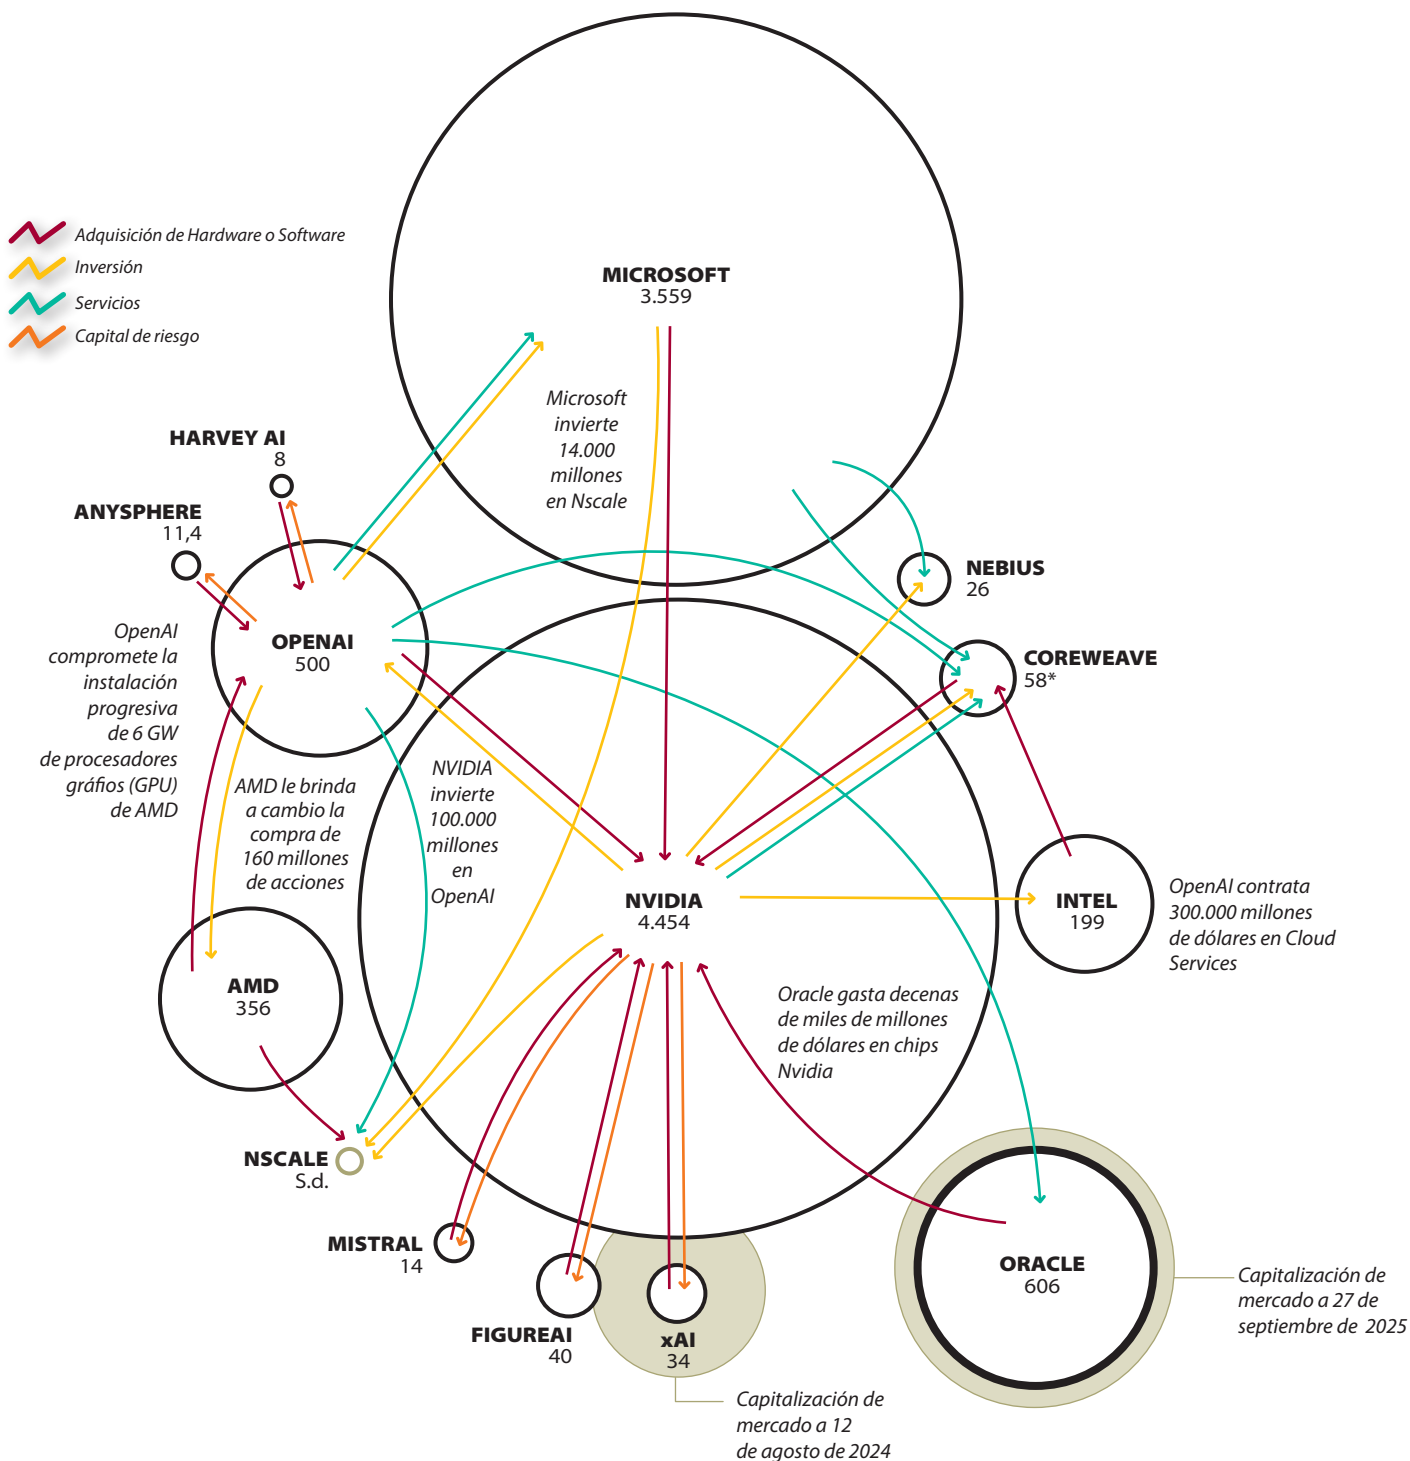 Adquisición de Hardware o Software
Inversión
Servicios
Capital de riesgo
MICROSOFT
3.559
Microsoft
invierte
14.000
millones
en Nscale
HARVEY AI
8
ANYSPHERE
11,4
OPENAI
500
NEBIUS
26
COREWEAVE
58*
OpenAI
compromete la
instalación
progresiva
de 6 GW
de procesadores
gráfios (GPU)
de AMD
AMD le brinda
a cambio la
compra de
160 millones
de acciones
NVIDIA
invierte
100.000
millones
en
OpenAI
NVIDIA
4.454
INTEL
199
OpenAI contrata
300.000 millones
de dólares en Cloud
Services
AMD
356
Oracle gasta decenas
de miles de millones
de dólares en chips
Nvidia
NSCALE
S.d.
MISTRAL
14
FIGUREAI
40
xAI
34
ORACLE
606
Capitalización de
mercado a 27 de
septiembre de 2025
Capitalización de
mercado a 12
de agosto de 2024